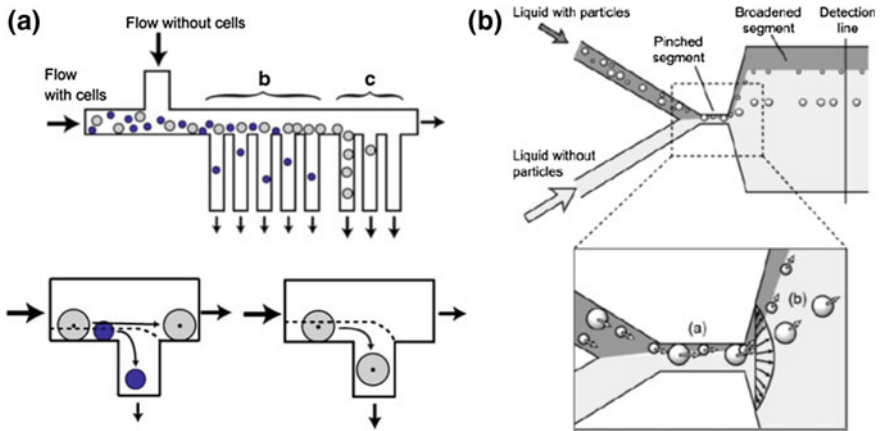 (a)
Flow without cells
Flow
with cells
b
c
(b)
Liquid with particles
Broadened
segment
Detection
line
Pinched
segment
Liquid without
particles
(a)
(b)